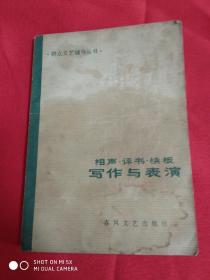 ·群众文艺辅导丛书·
相声·评书·快板
写作与表演
春风文艺出版社
SHOT ON MI 5X
MI DUAL CAMERA